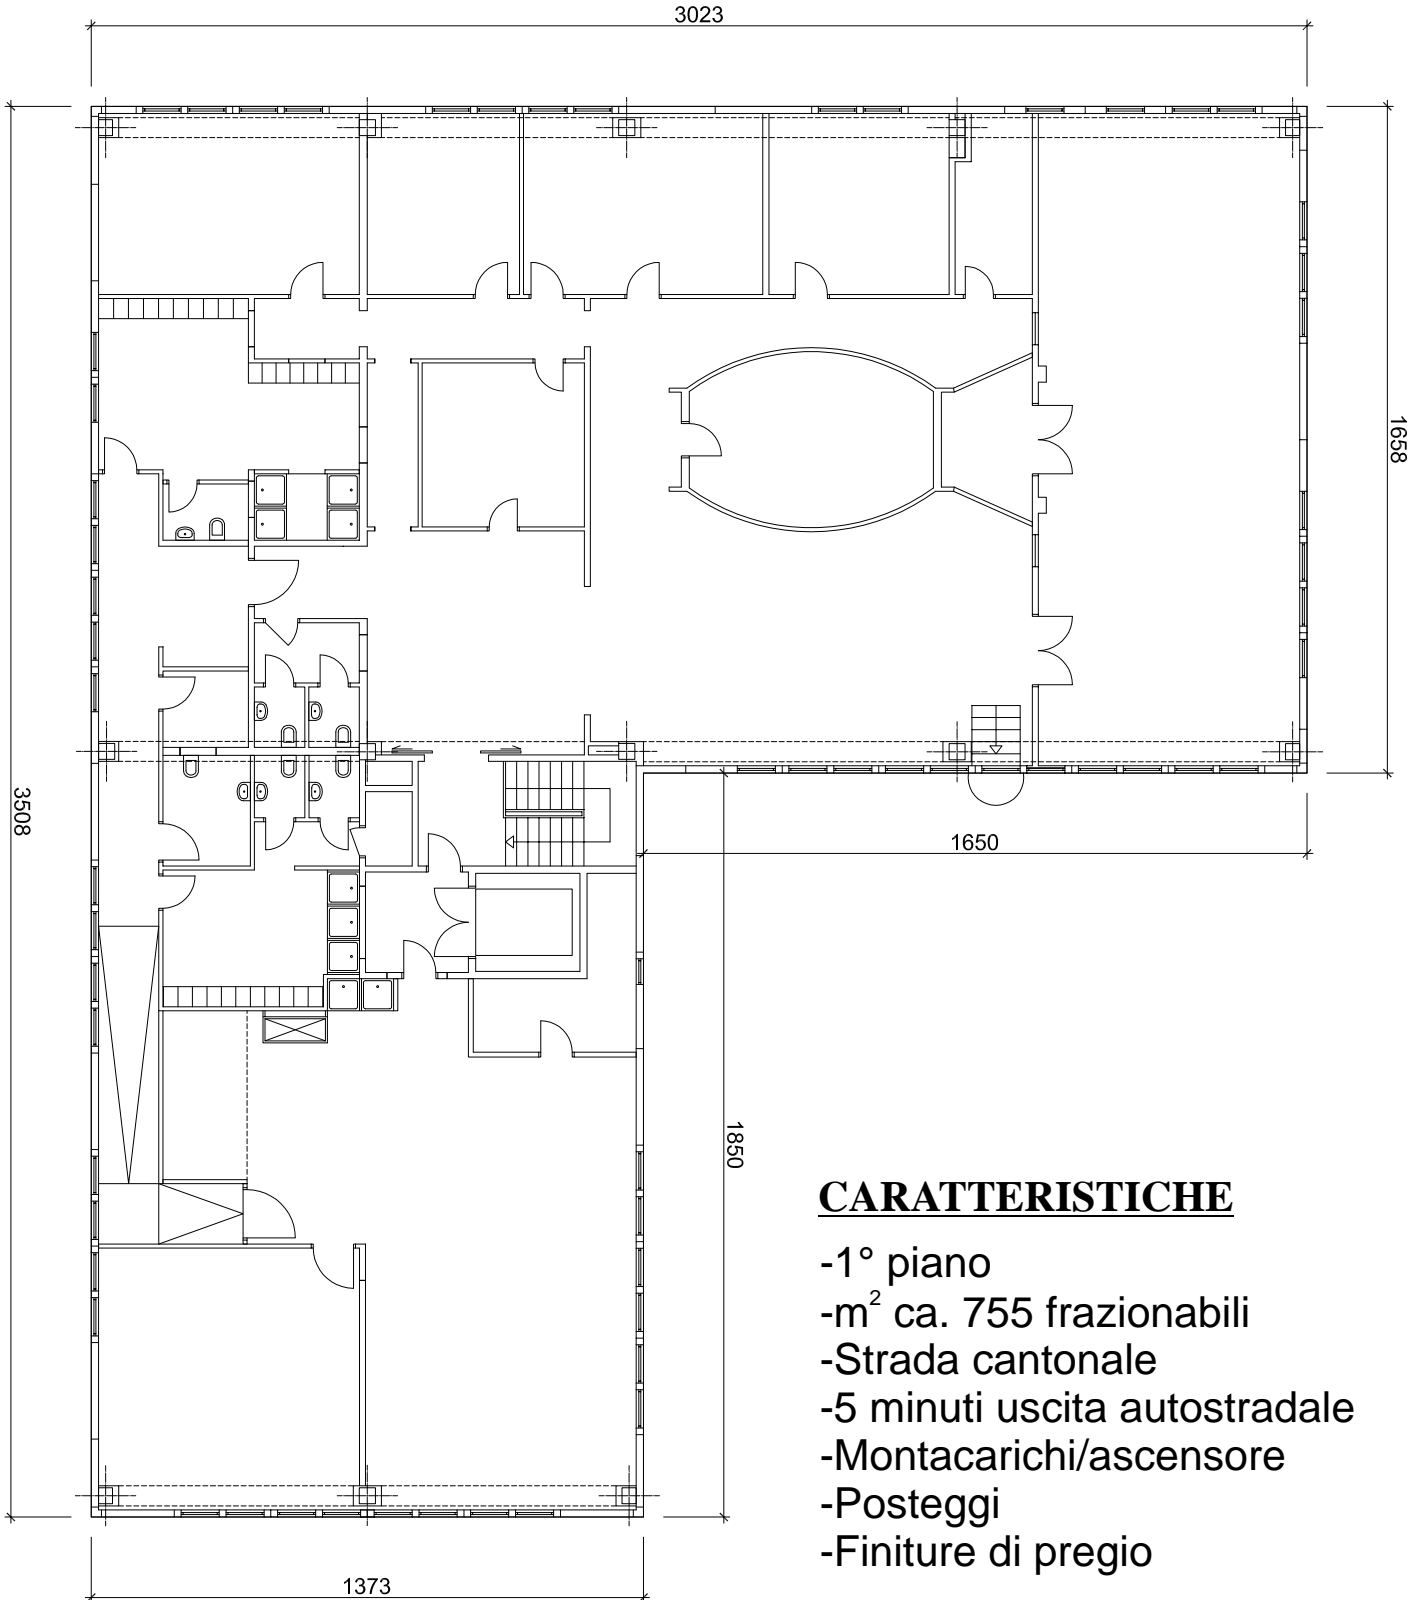 3023
1658
3508
1650
1850
CARATTERISTICHE
-1° piano
-m² ca. 755 frazionabili
-Strada cantonale
-5 minuti uscita autostradale
-Montacarichi/ascensore
-Posteggi
-Finiture di pregio
1373